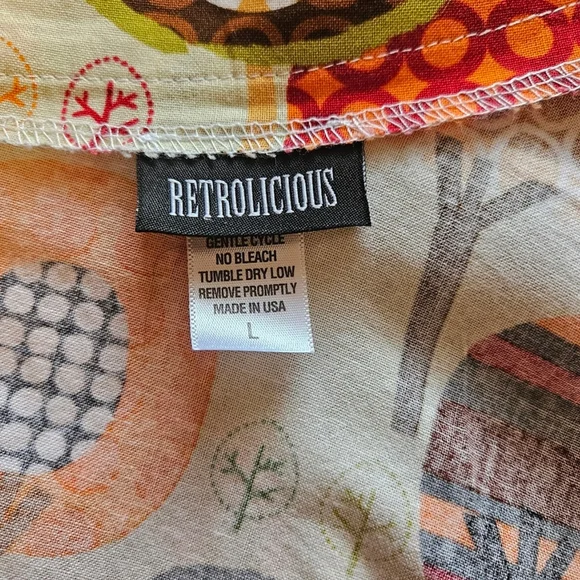 RETROLICIOUS
GENTLE CYCLE
NO BLEACH
TUMBLE DRY LOW
REMOVE PROMPTLY
MADE IN USA
L